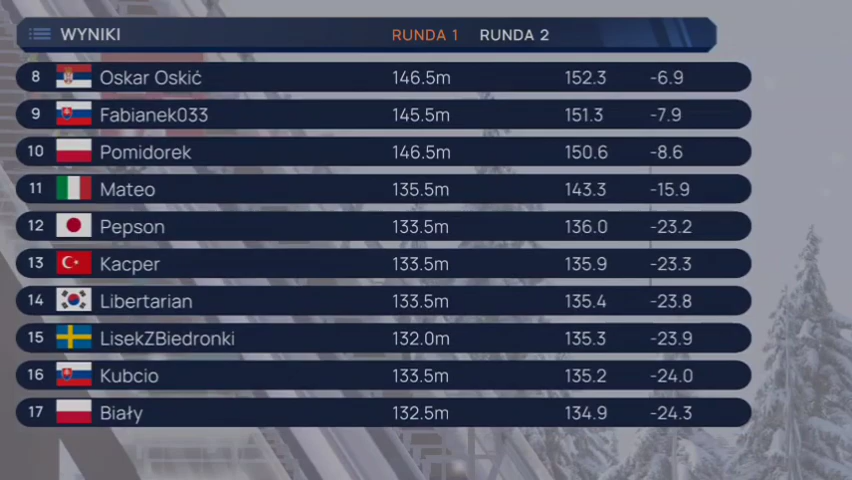 WYNIKI RUNDA 1 RUNDA 2
8 Oskar Oskić 146.5m 152.3 -6.9
9 Fabianek033 145.5m 151.3 -7.9
10 Pomidorek 146.5m 150.6 -8.6
11 Mateo 135.5m 143.3 -15.9
12 Pepson 133.5m 136.0 -23.2
13 Kacper 133.5m 135.9 -23.3
14 Libertarian 133.5m 135.4 -23.8
15 LisekZBiedronki 132.0m 135.3 -23.9
16 Kubcio 133.5m 135.2 -24.0
17 Biały 132.5m 134.9 -24.3